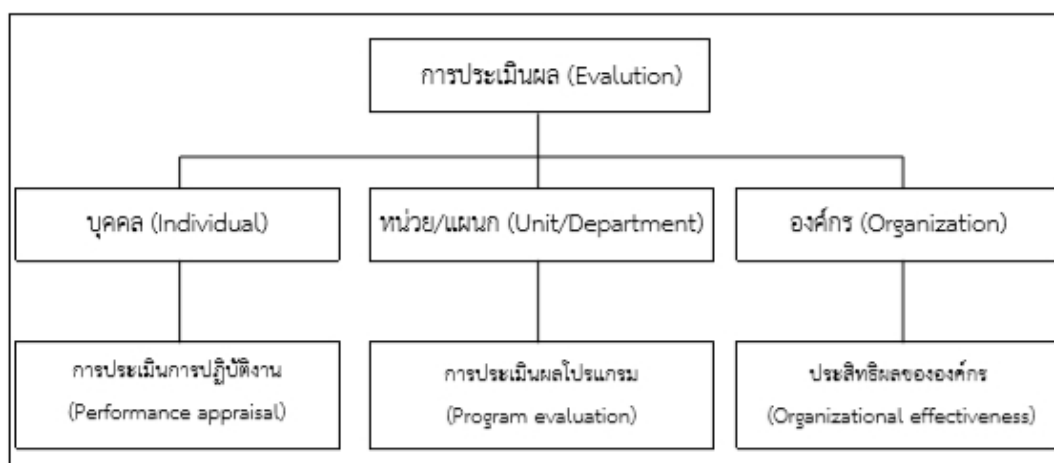 การประเมินผล (Evalution)
บุคคล (Individual)
หน่วย/แผนก (Unit/Department)
องค์กร (Organization)
การประเมินการปฏิบัติงาน
(Performance appraisal)
การประเมินผลโปรแกรม
(Program evaluation)
ประสิทธิผลขององค์กร
(Organizational effectiveness)